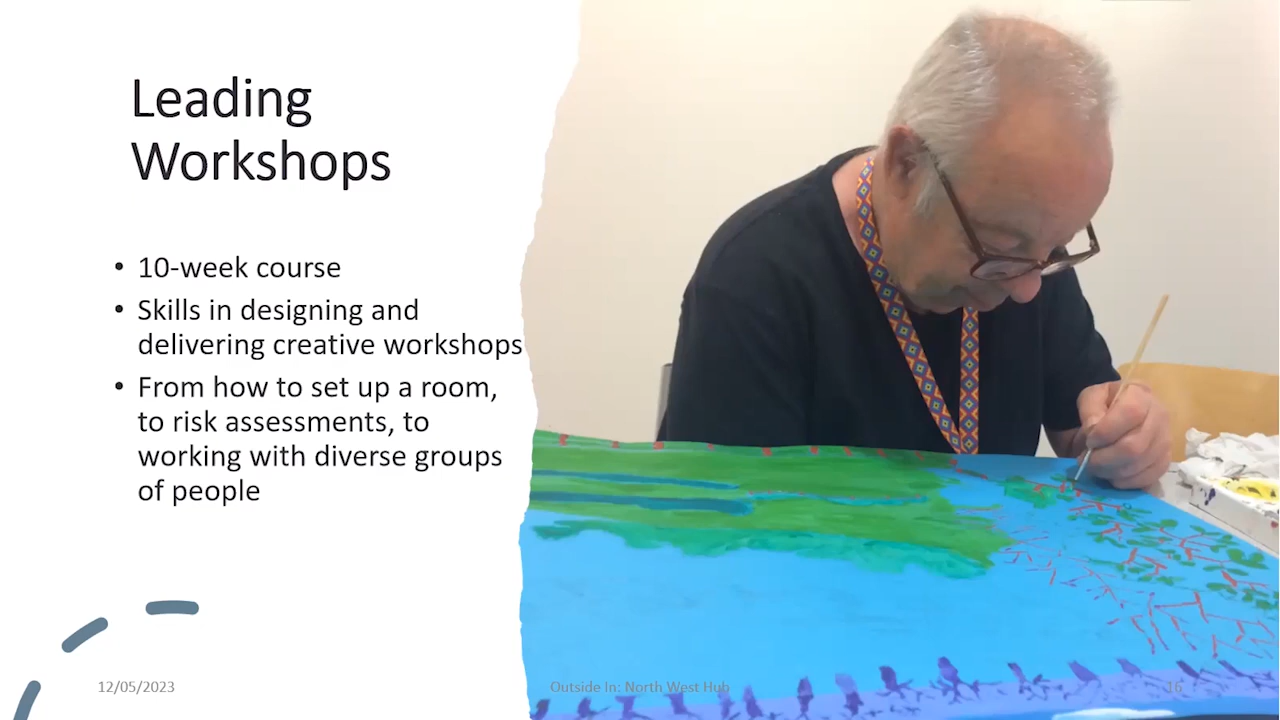 Leading
Workshops
• 10-week course
• Skills in designing and
delivering creative workshops
• From how to set up a room,
to risk assessments, to
working with diverse groups
of people
12/05/2023
Outside In: North West Hub
16